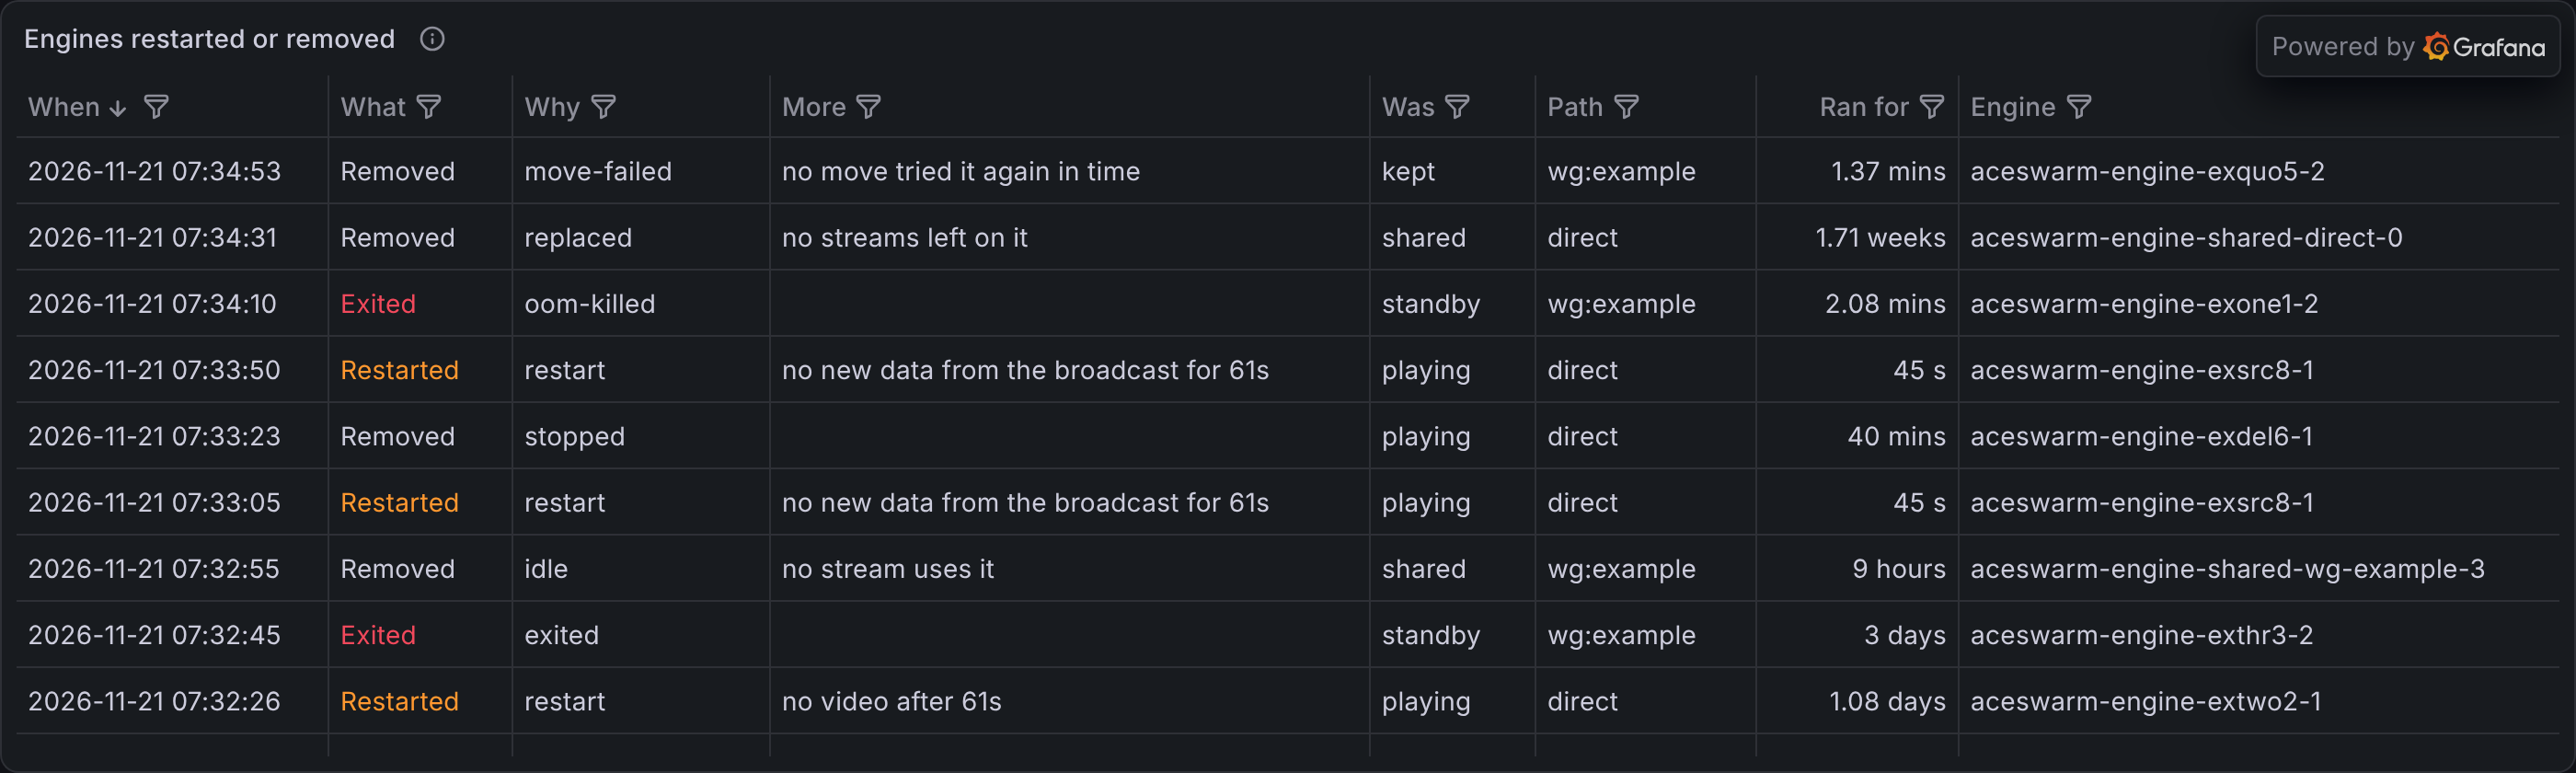 Engines restarted or removed
Powered by Grafana
When What Why More Was Path Ran for Engine
2026-11-21 07:34:53 Removed move-failed no move tried it again in time kept wg:example 1.37 mins aceswarm-engine-exquo5-2
2026-11-21 07:34:31 Removed replaced no streams left on it shared direct 1.71 weeks aceswarm-engine-shared-direct-0
2026-11-21 07:34:10 Exited oom-killed standby wg:example 2.08 mins aceswarm-engine-exone1-2
2026-11-21 07:33:50 Restarted restart no new data from the broadcast for 61s playing direct 45 s aceswarm-engine-exsrc8-1
2026-11-21 07:33:23 Removed stopped playing direct 40 mins aceswarm-engine-exdel6-1
2026-11-21 07:33:05 Restarted restart no new data from the broadcast for 61s playing direct 45 s aceswarm-engine-exsrc8-1
2026-11-21 07:32:55 Removed idle no stream uses it shared wg:example 9 hours aceswarm-engine-shared-wg-example-3
2026-11-21 07:32:45 Exited exited standby wg:example 3 days aceswarm-engine-exthr3-2
2026-11-21 07:32:26 Restarted restart no video after 61s playing direct 1.08 days aceswarm-engine-extwo2-1